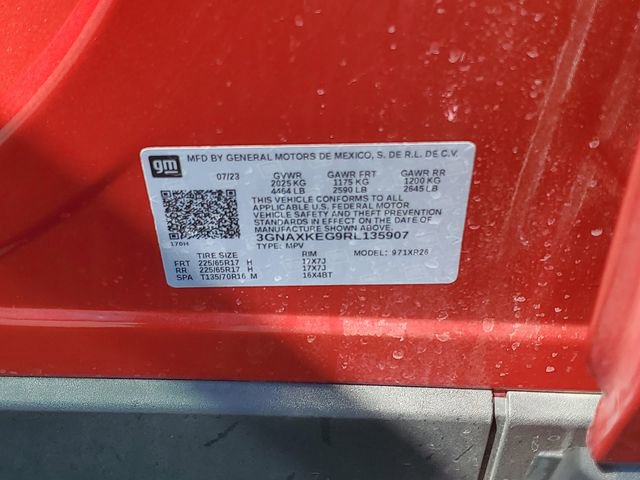 gm MFD BY GENERAL MOTORS DE MEXICO, S. DE R.L. DE C.V.
07/23 GVWR GAWR FRT GAWR RR
2025 KG 1175 KG 1200 KG
4464 LB 2590 LB 2645 LB
THIS VEHICLE CONFORMS TO ALL
APPLICABLE U.S. FEDERAL MOTOR
VEHICLE SAFETY AND THEFT PREVENTION
STANDARDS IN EFFECT ON THE DATE OF
MANUFACTURE SHOWN ABOVE.
3GNAXKEG9RL135907
170H TYPE: MPV MODEL: 971XR26
TIRE SIZE RIM
FRT 225/65R17 H 17X7J
RR 225/65R17 H 17X7J
SPA T135/70R16 M 16X4BT